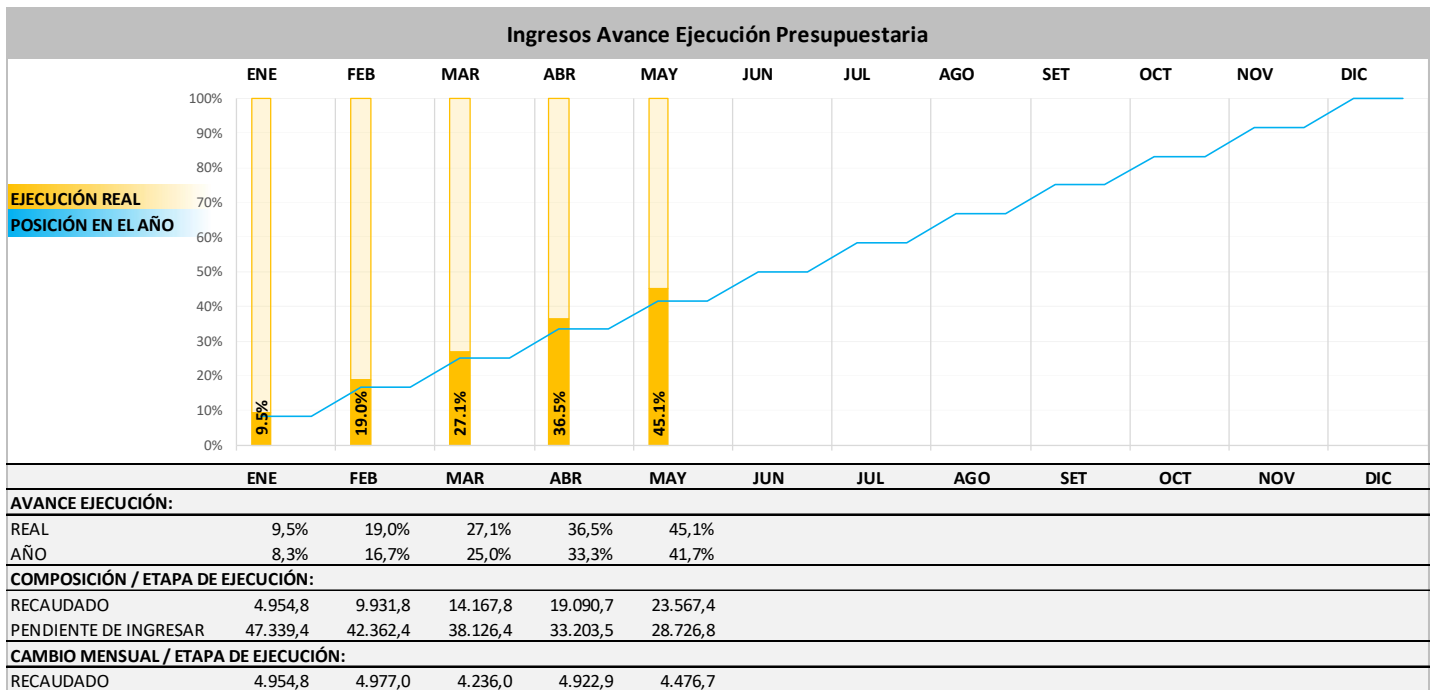 Ingresos Avance Ejecución Presupuestaria
ENE FEB MAR ABR MAY JUN JUL AGO SET OCT NOV DIC
100%
90%
80%
70%
60%
50%
40%
30%
20%
10%
0%
EJECUCIÓN REAL
POSICIÓN EN EL AÑO
9.5% 19.0% 27.1% 36.5% 45.1%
ENE FEB MAR ABR MAY JUN JUL AGO SET OCT NOV DIC
AVANCE EJECUCIÓN:
REAL 9,5% 19,0% 27,1% 36,5% 45,1%
AÑO 8,3% 16,7% 25,0% 33,3% 41,7%
COMPOSICIÓN / ETAPA DE EJECUCIÓN:
RECAUDADO 4.954,8 9.931,8 14.167,8 19.090,7 23.567,4
PENDIENTE DE INGRESAR 47.339,4 42.362,4 38.126,4 33.203,5 28.726,8
CAMBIO MENSUAL / ETAPA DE EJECUCIÓN:
RECAUDADO 4.954,8 4.977,0 4.236,0 4.922,9 4.476,7